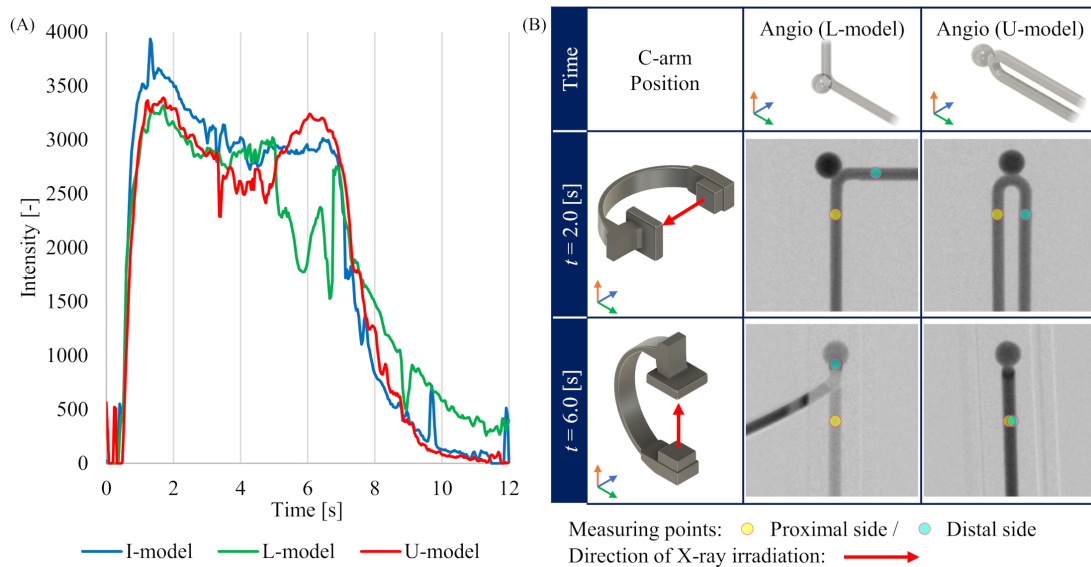 (A)
Intensity [-]
4000
3500
3000
2500
2000
1500
1000
500
0
0 2 4 6 8 10 12
Time [s]
I-model L-model U-model
(B)
Time
C-arm
Position
Angio (L-model)
Angio (U-model)
t = 2.0 [s]
t = 6.0 [s]
Measuring points: Proximal side / Distal side
Direction of X-ray irradiation: